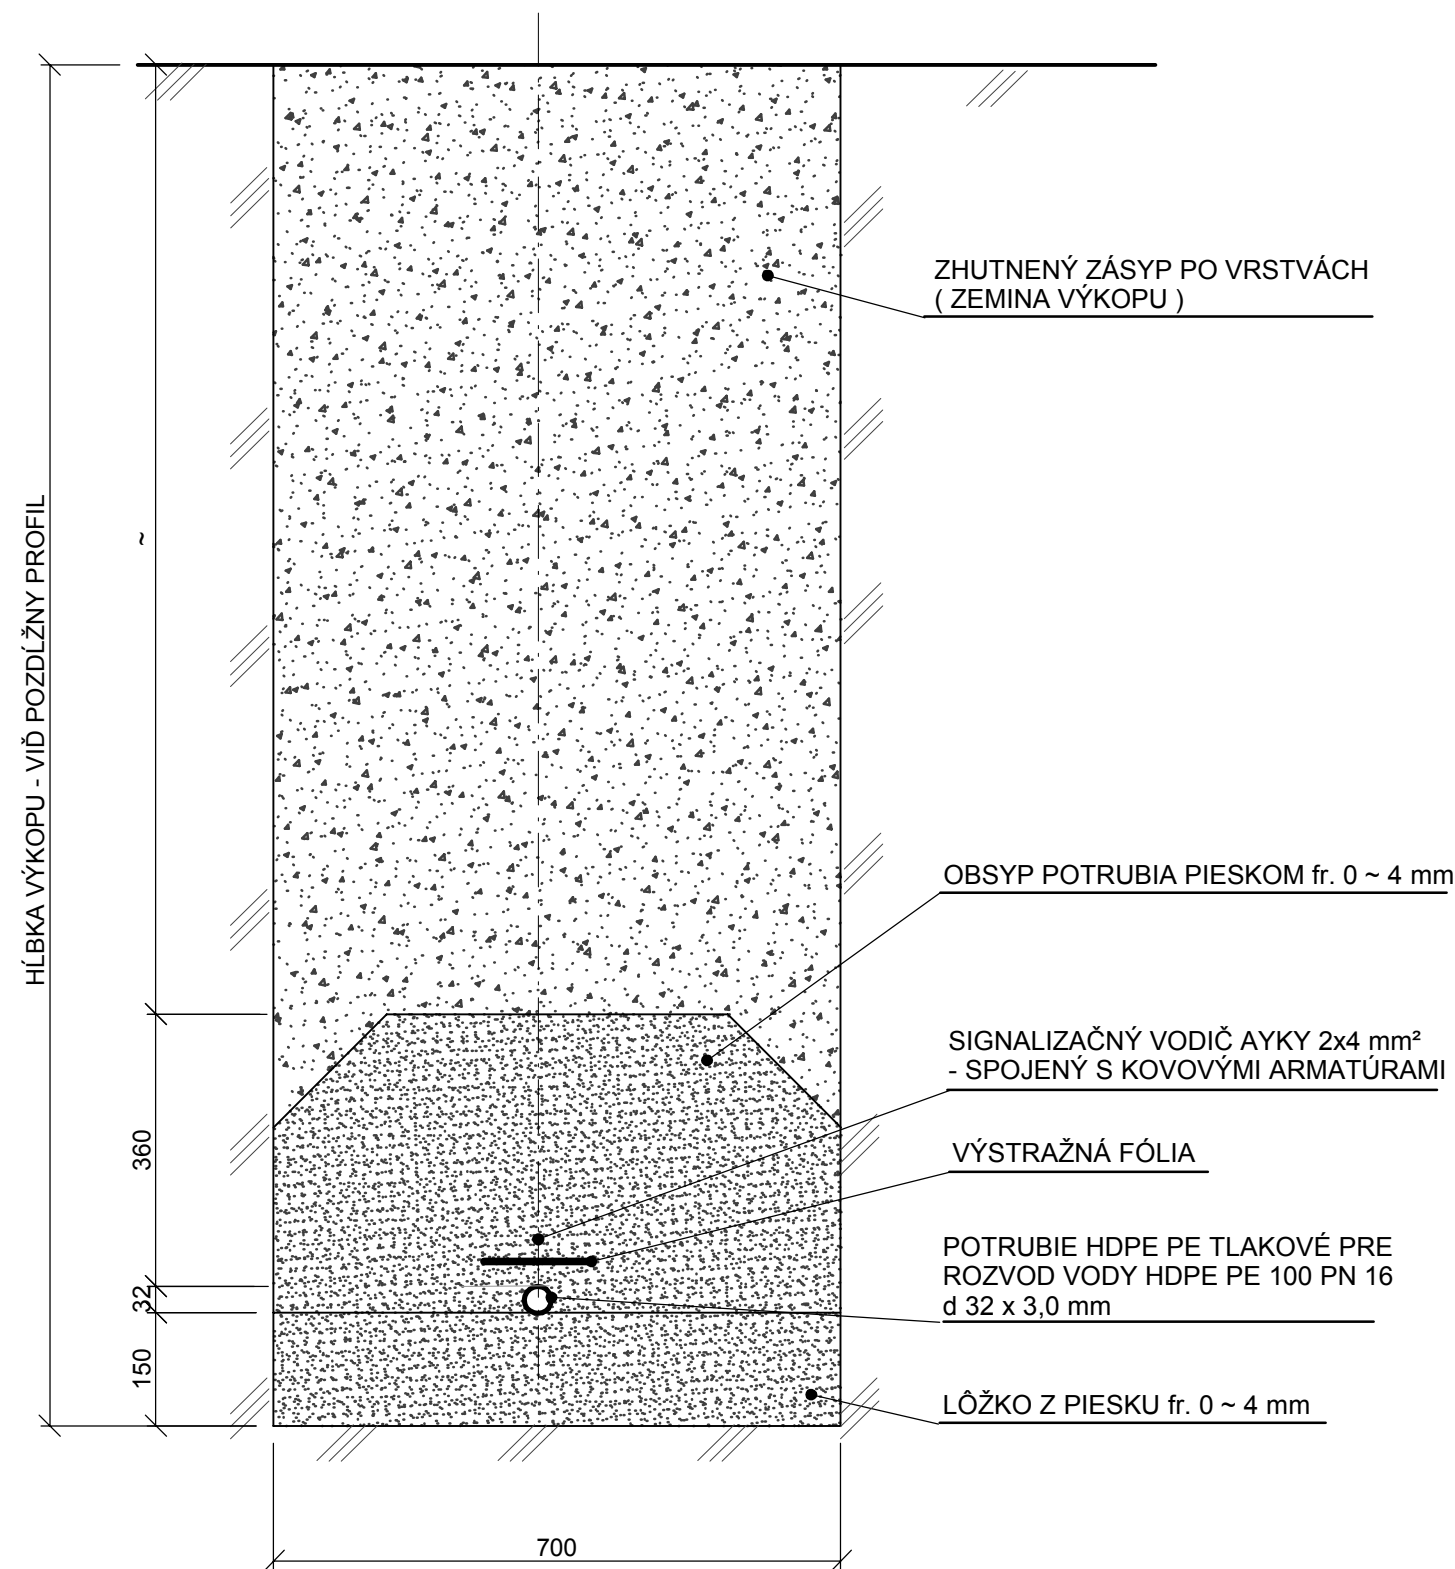 ZHUTNENÝ ZÁSYP PO VRSTVÁCH
( ZEMINA VÝKOPU )
HĹBKA VÝKOPU - VIĎ POZDĹŽNY PROFIL
~
OBSYP POTRUBIA PIESKOM fr. 0 ~ 4 mm
SIGNALIZAČNÝ VODIČ AYKY 2x4 mm²
- SPOJENÝ S KOVOVÝMI ARMATÚRAMI
VÝSTRAŽNÁ FÓLIA
360
POTRUBIE HDPE PE TLAKOVÉ PRE
ROZVOD VODY HDPE PE 100 PN 16
d 32 x 3,0 mm
32
150
LÔŽKO Z PIESKU fr. 0 ~ 4 mm
700